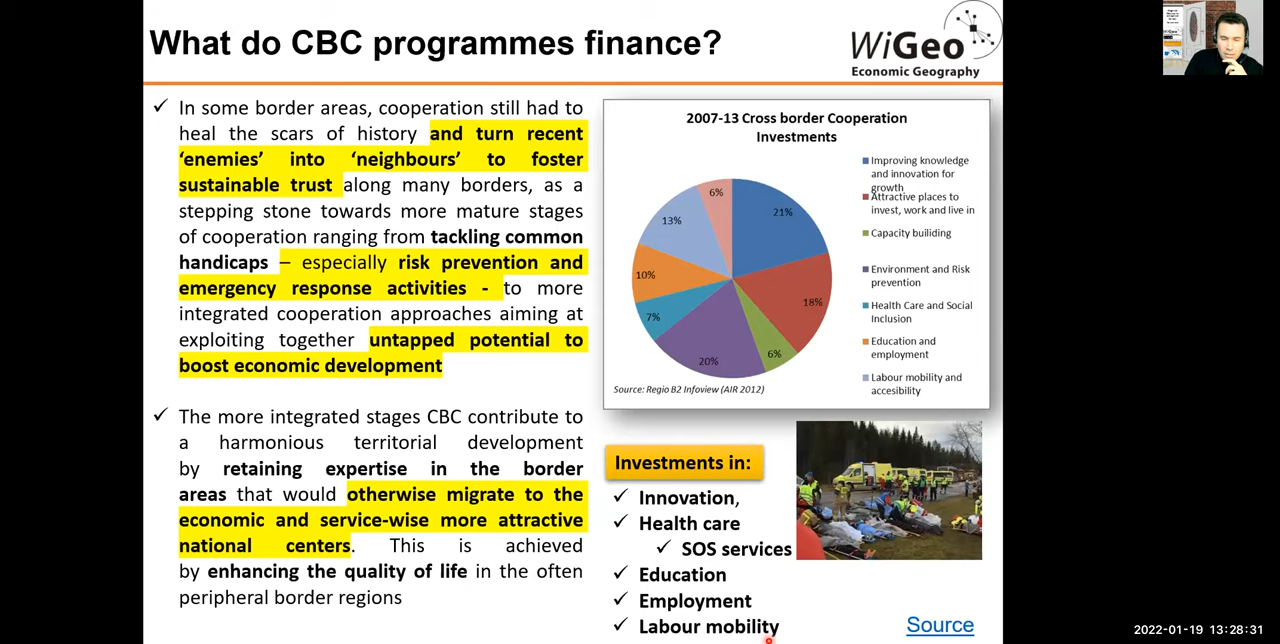 What do CBC programmes finance?
WiGeo
Economic Geography
✓ In some border areas, cooperation still had to
heal the scars of history and turn recent
‘enemies’ into ‘neighbours’ to foster
sustainable trust along many borders, as a
stepping stone towards more mature stages
of cooperation ranging from tackling common
handicaps – especially risk prevention and
emergency response activities - to more
integrated cooperation approaches aiming at
exploiting together untapped potential to
boost economic development
✓ The more integrated stages CBC contribute to
a harmonious territorial development
by retaining expertise in the border
areas that would otherwise migrate to the
economic and service-wise more attractive
national centers. This is achieved
by enhancing the quality of life in the often
peripheral border regions
2007-13 Cross border Cooperation
Investments
6%
21%
13%
10%
18%
7%
20%
6%
Improving knowledge
and innovation for
growth
Attractive places to
invest, work and live in
Capacity buiilding
Environment and Risk
prevention
Health Care and Social
Inclusion
Education and
employment
Labour mobility and
accesibility
Source: Regio B2 Infoview (AIR 2012)
Investments in:
✓ Innovation,
✓ Health care
✓ SOS services
✓ Education
✓ Employment
✓ Labour mobility
Source
2022-01-19 13:28:31